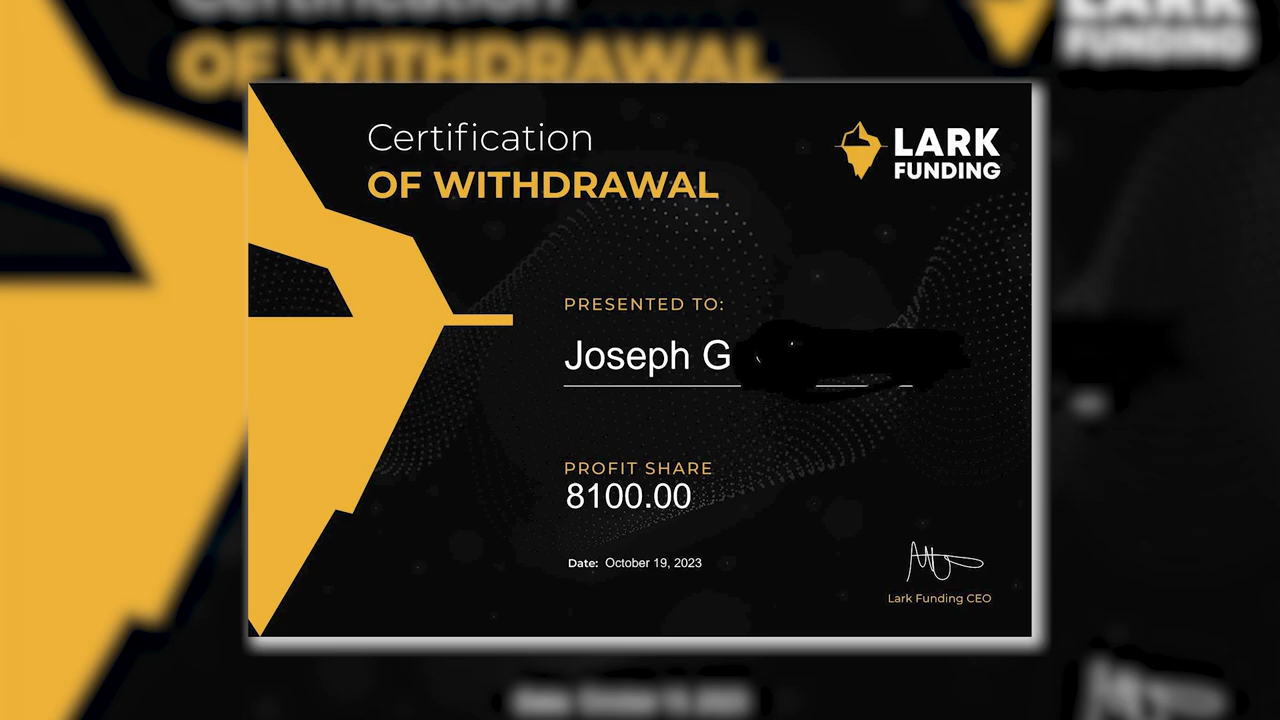 Certification
OF WITHDRAWAL
LARK
FUNDING
PRESENTED TO:
Joseph G
PROFIT SHARE
8100.00
Date: October 19, 2023
Lark Funding CEO